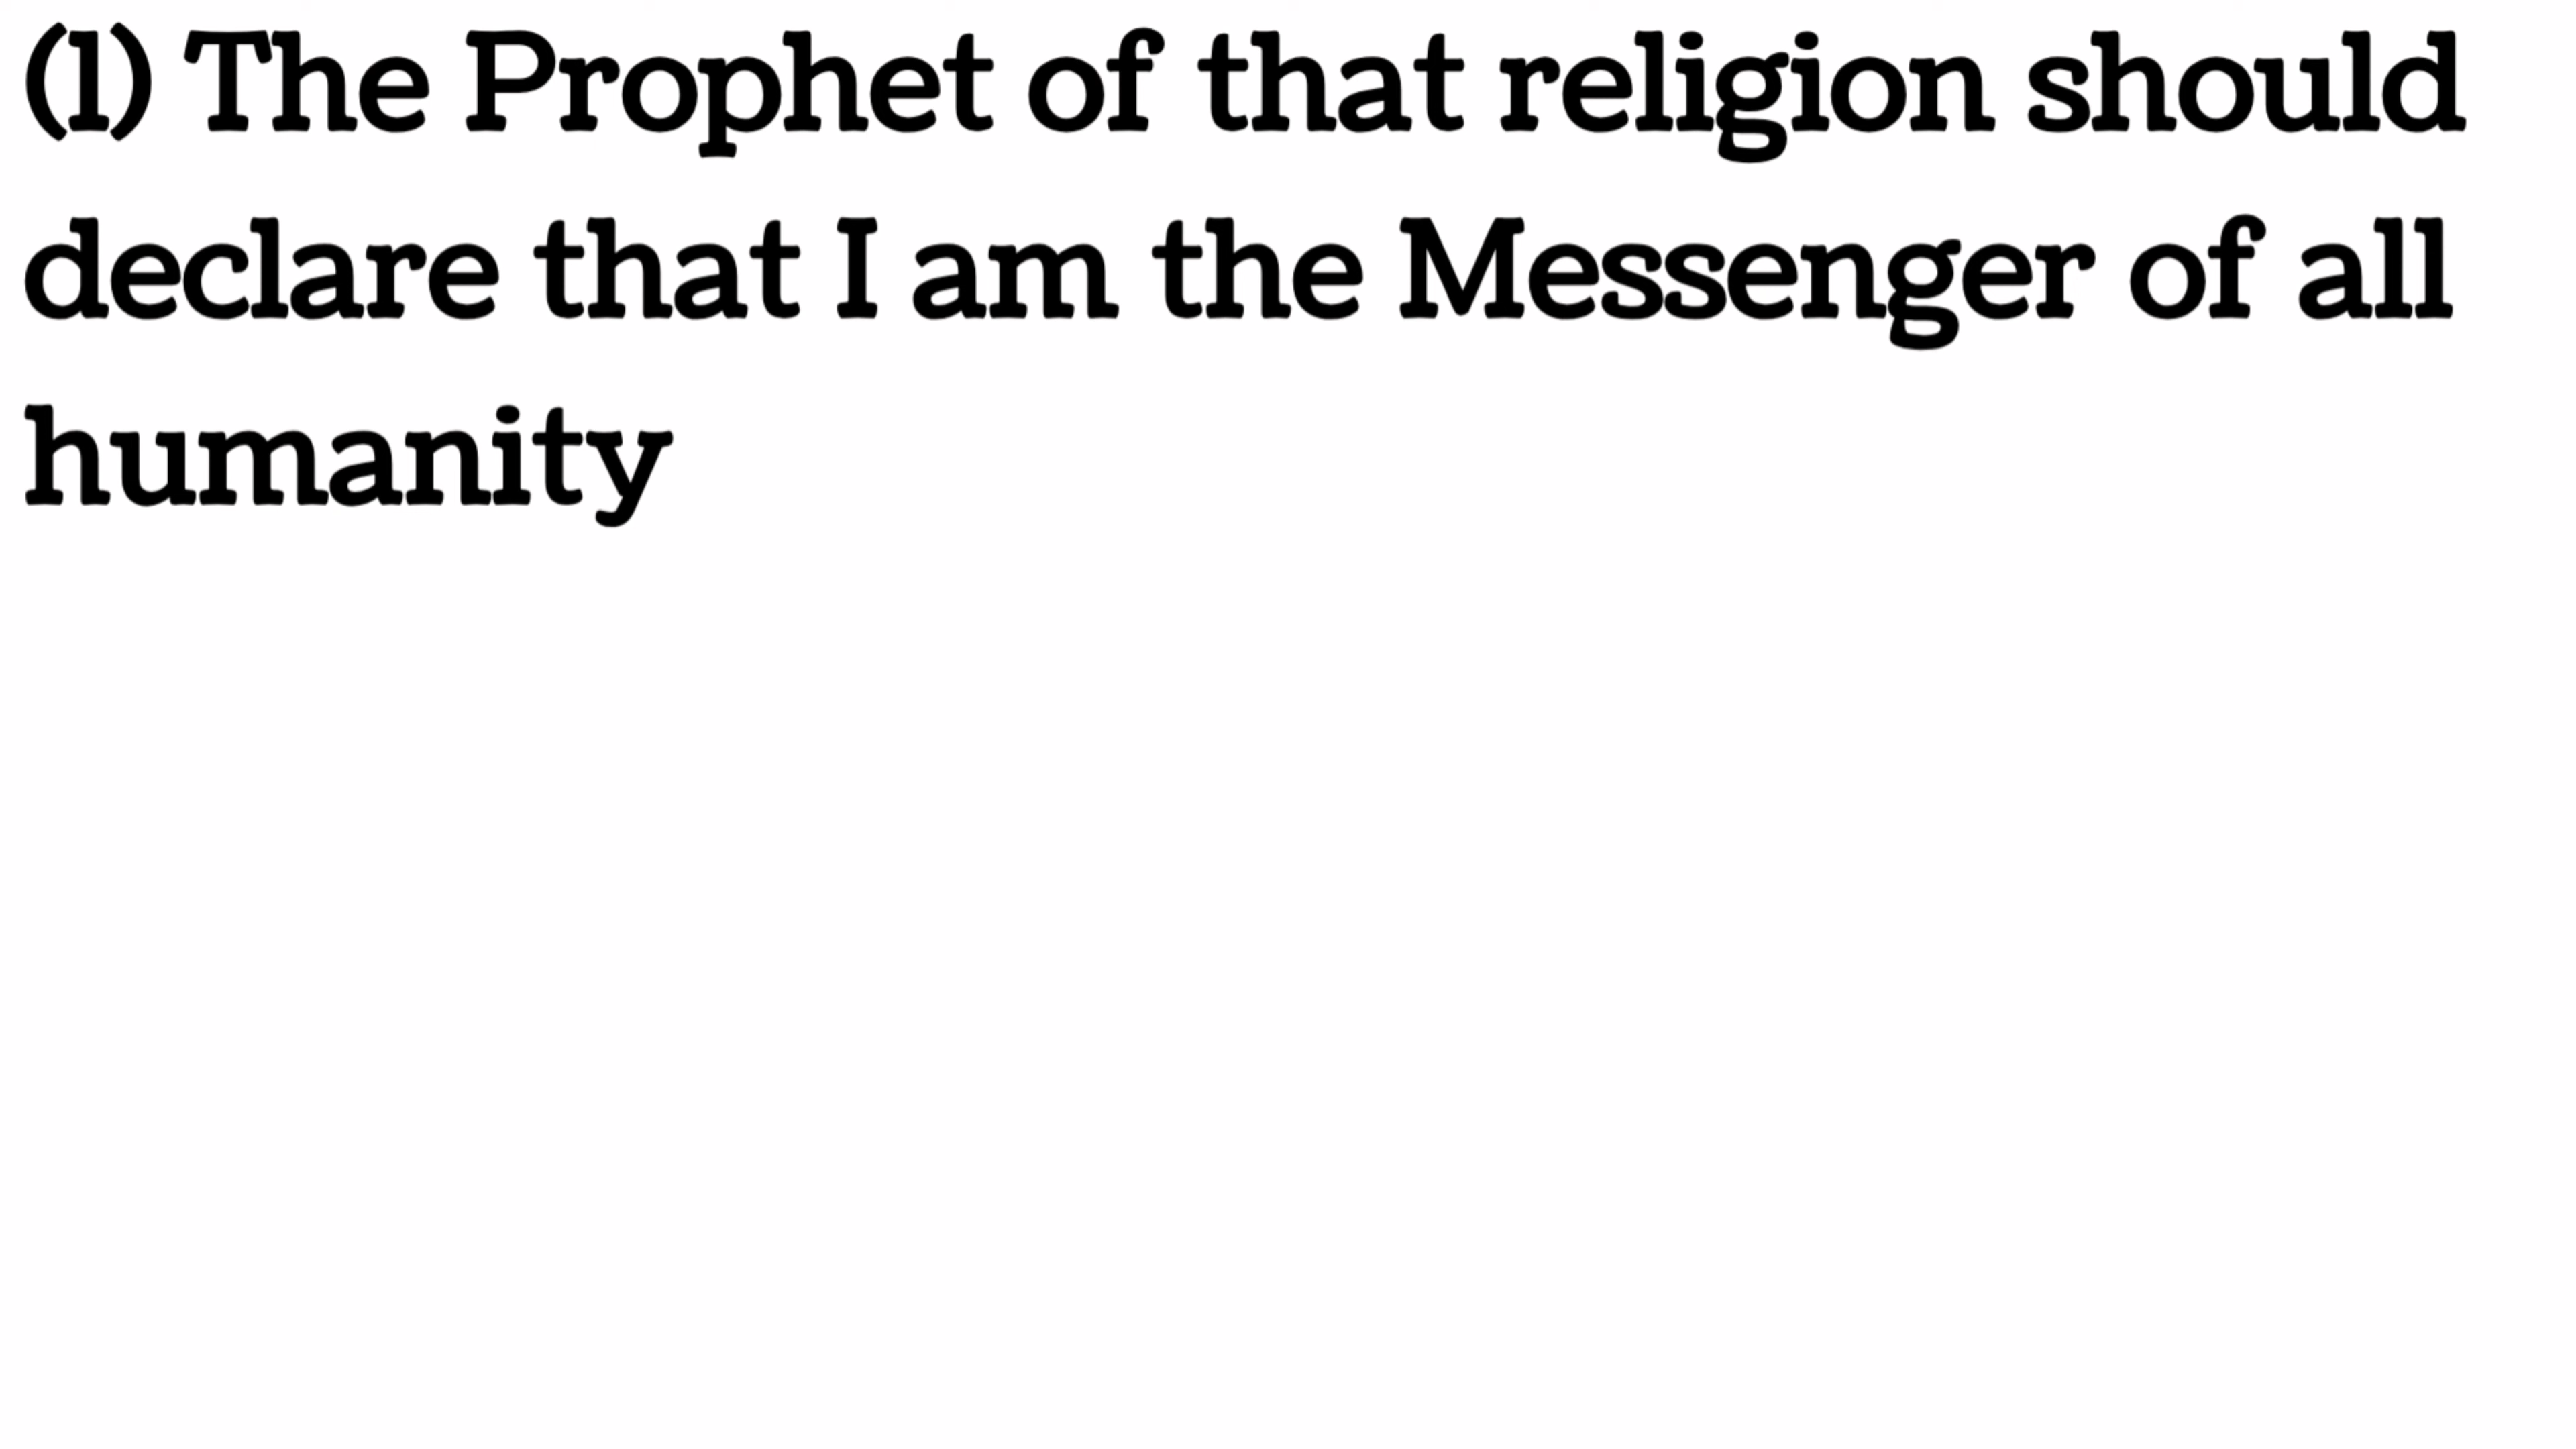 (1) The Prophet of that religion should
declare that I am the Messenger of all
humanity